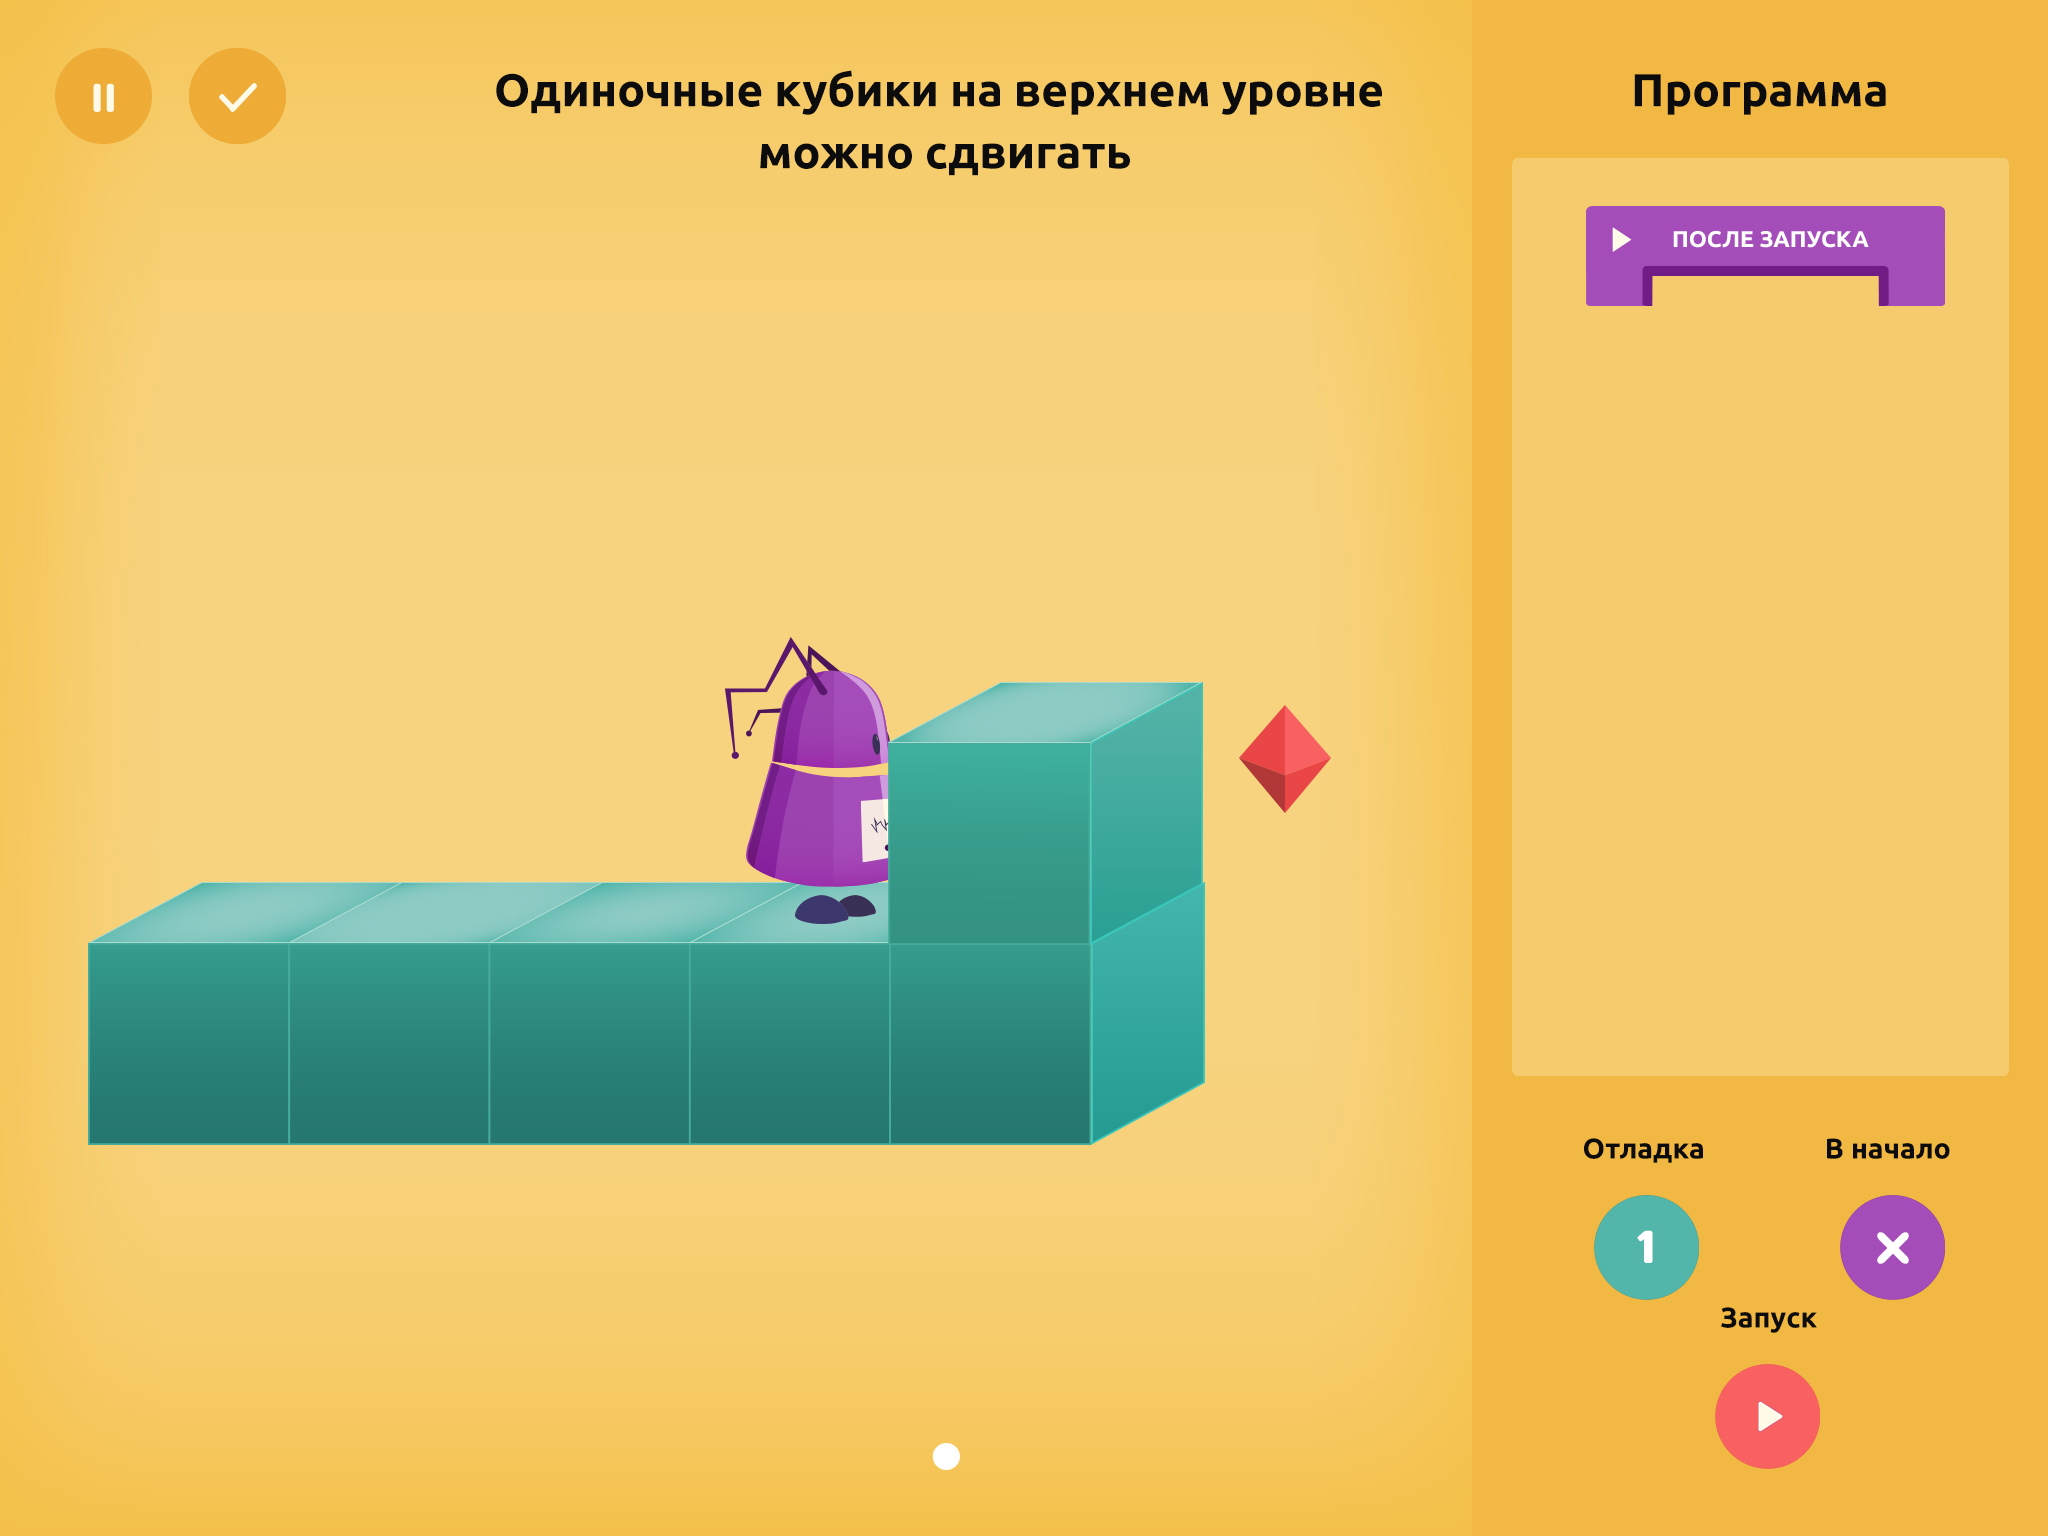 Одиночные кубики на верхнем уровне
можно сдвигать
Программа
ПОСЛЕ ЗАПУСКА
Отладка
В начало
1
Запуск